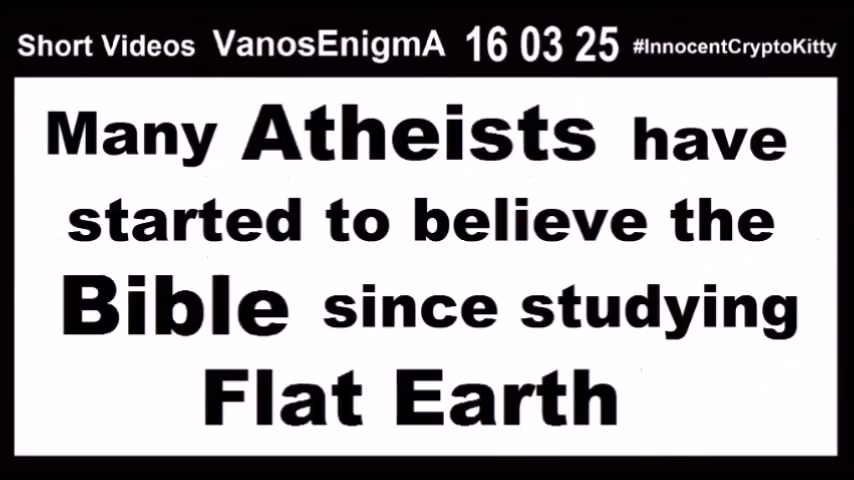 Short Videos VanosEnigmA 16 03 25 #InnocentCryptoKitty
Many Atheists have
started to believe the
Bible since studying
Flat Earth